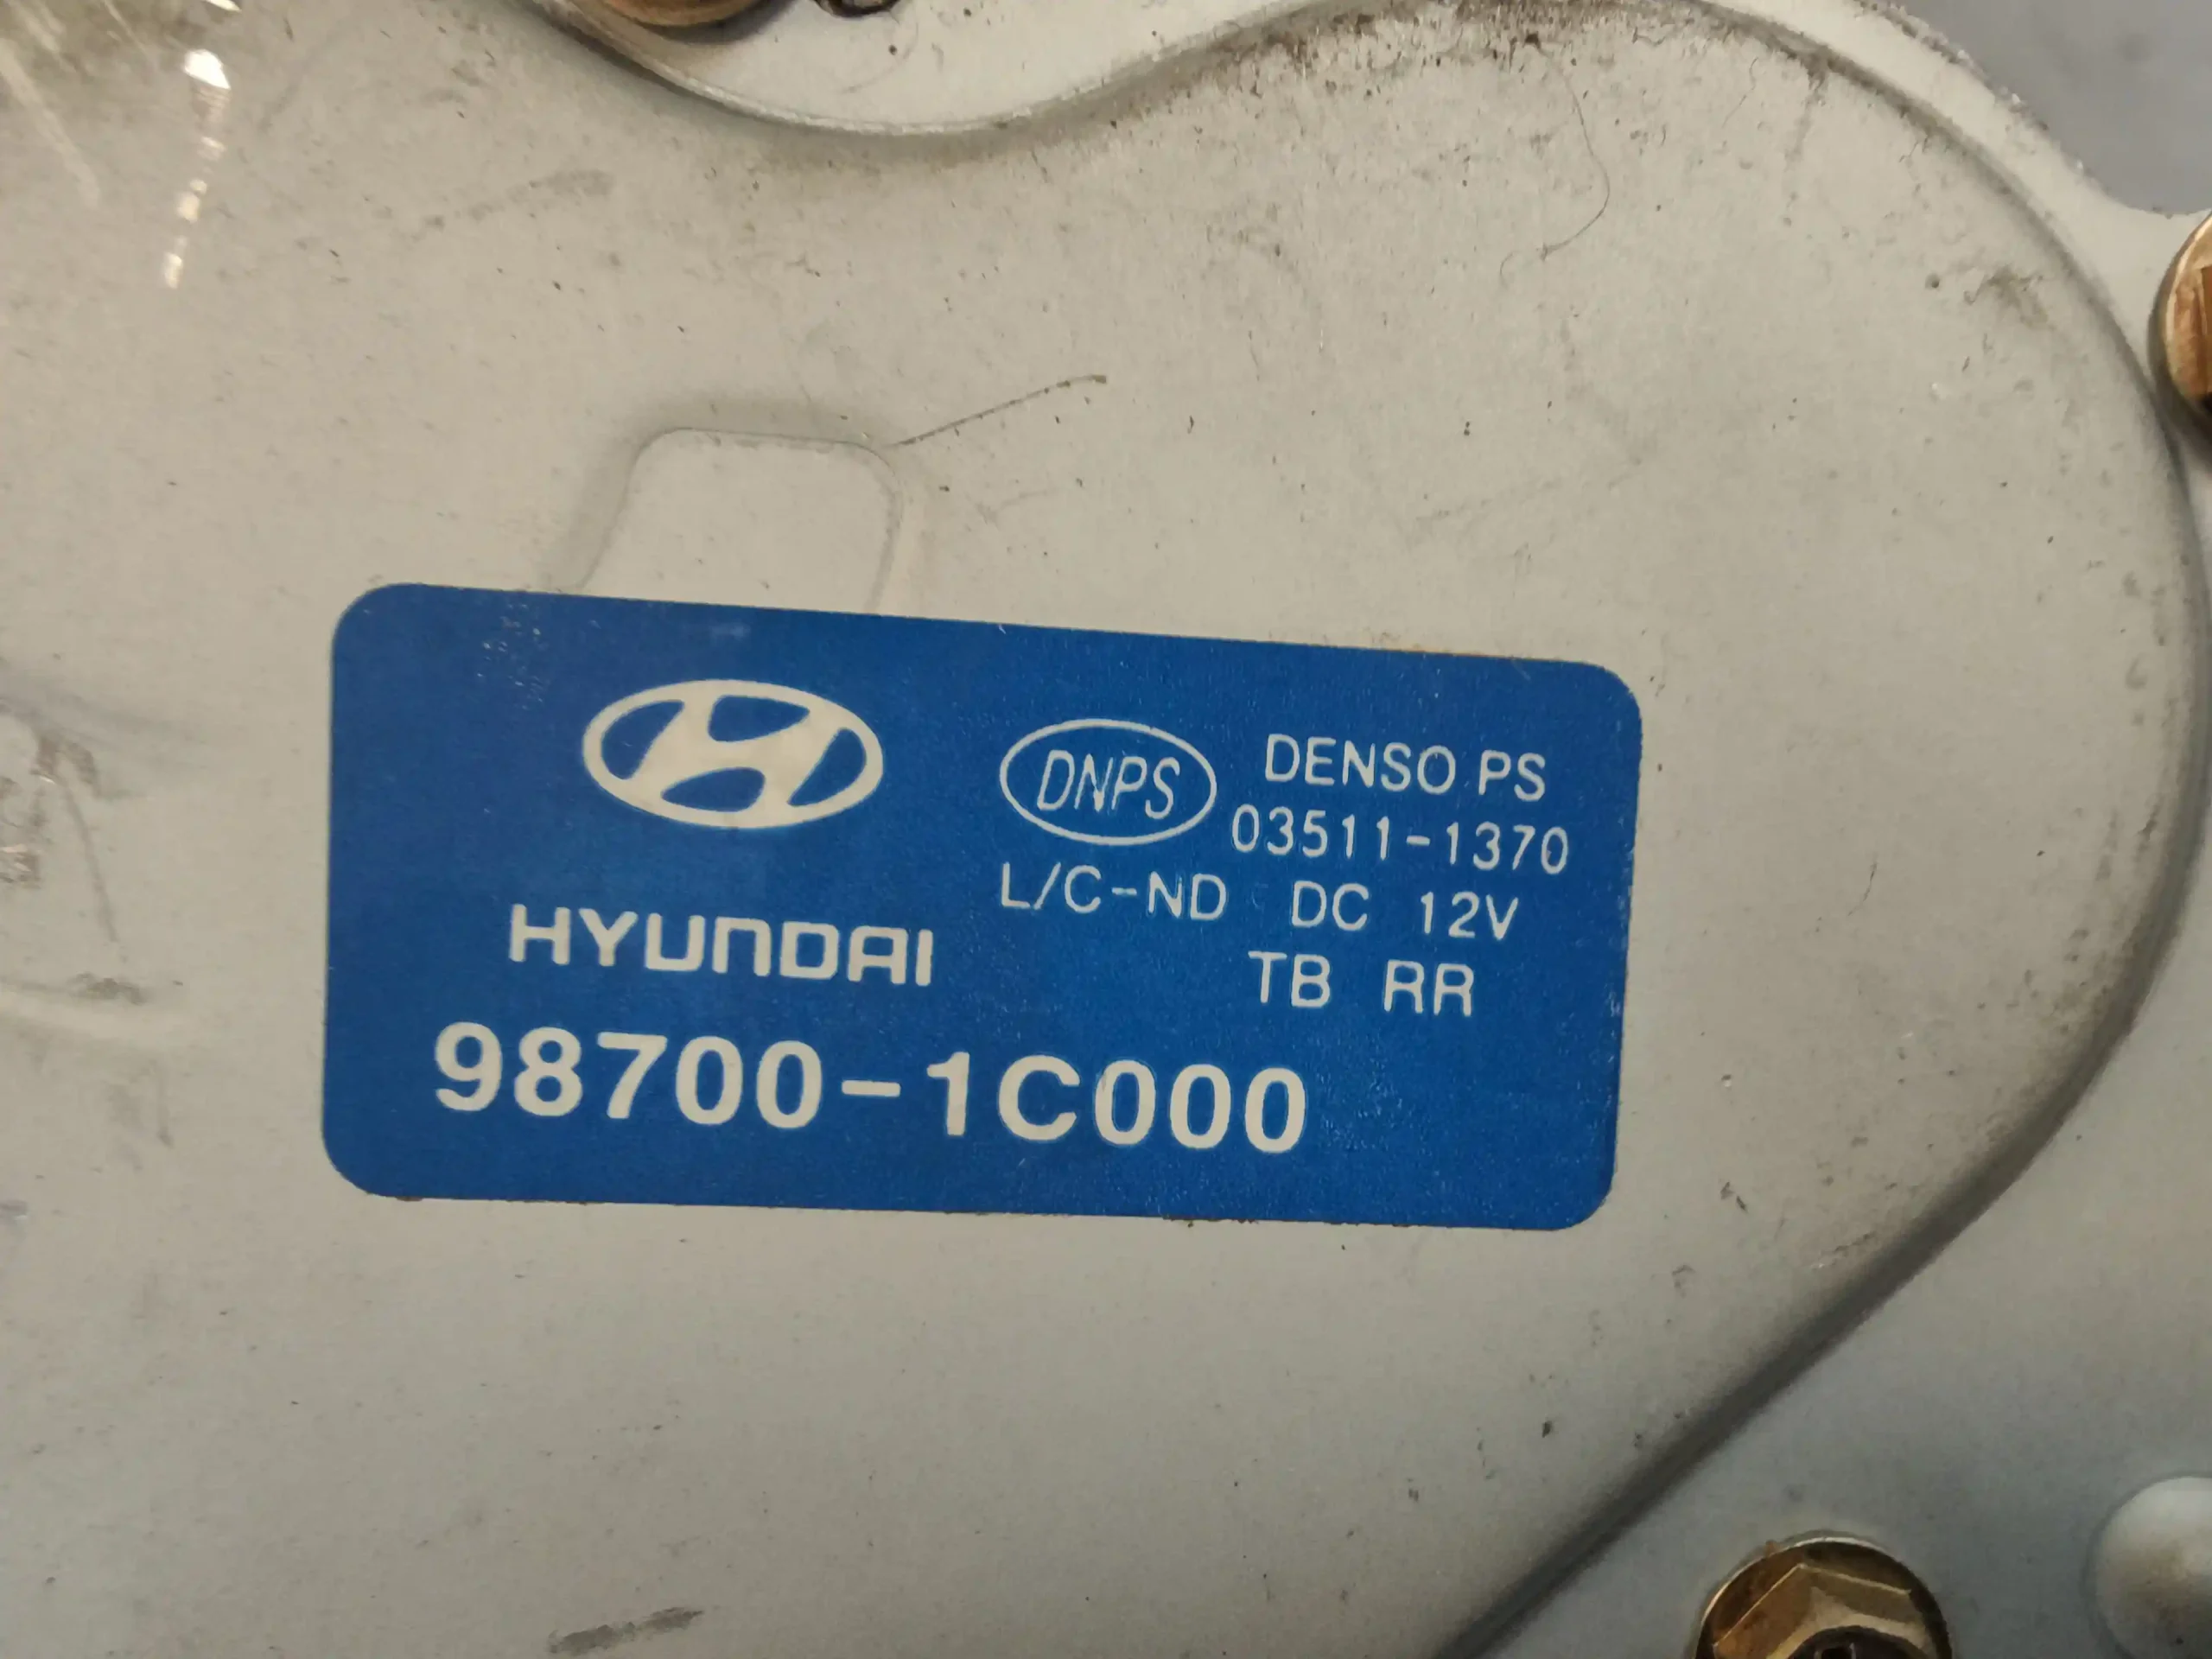 HYUNDAI
98700-1C000
DNPS
DENSO PS
03511-1370
L/C-ND DC 12V
TB RR